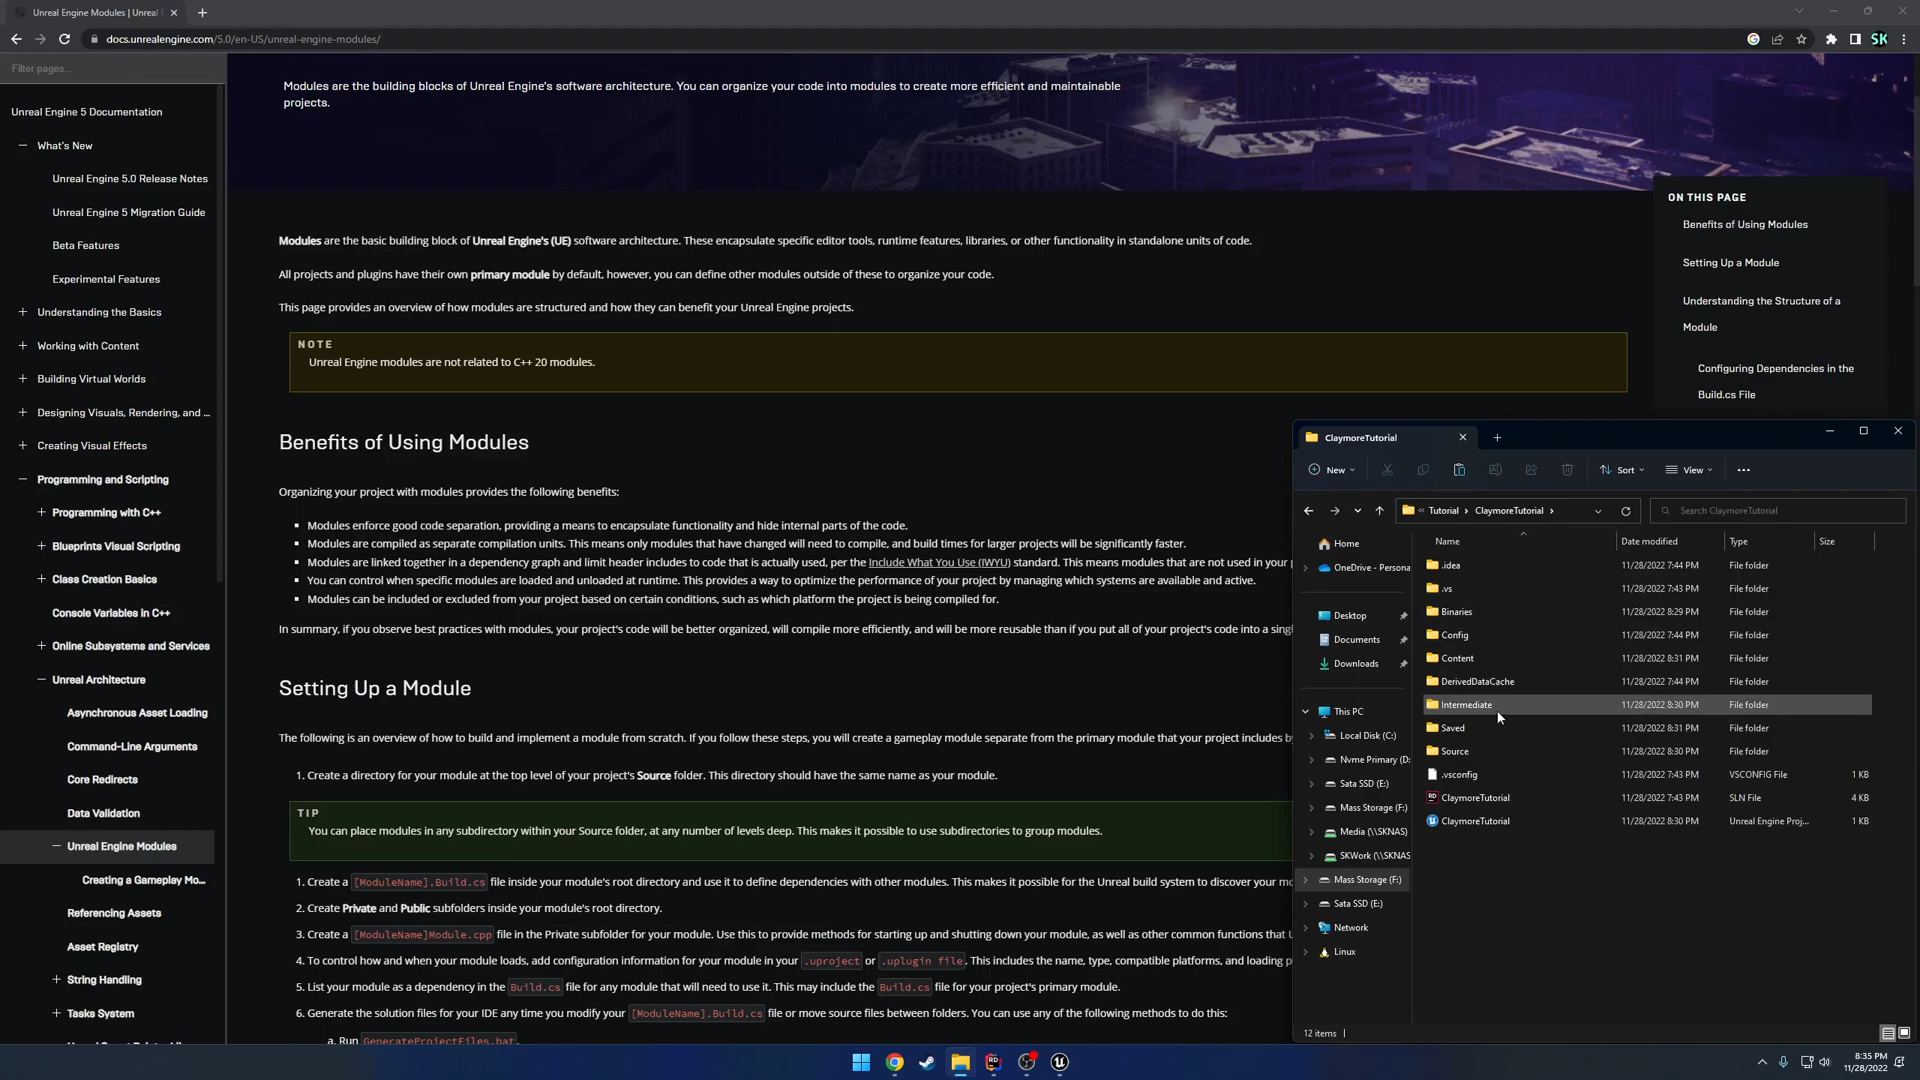 Unreal Engine Modules | Unreal
docs.unrealengine.com/5.0/en-US/unreal-engine-modules/
SK
Filter pages...
Unreal Engine 5 Documentation
What's New
Unreal Engine 5.0 Release Notes
Unreal Engine 5 Migration Guide
Beta Features
Experimental Features
Understanding the Basics
Working with Content
Building Virtual Worlds
Designing Visuals, Rendering, and ...
Creating Visual Effects
Programming and Scripting
Programming with C++
Blueprints Visual Scripting
Class Creation Basics
Console Variables in C++
Online Subsystems and Services
Unreal Architecture
Asynchronous Asset Loading
Command-Line Arguments
Core Redirects
Data Validation
Unreal Engine Modules
Creating a Gameplay Mo...
Referencing Assets
Asset Registry
String Handling
Tasks System
Modules are the building blocks of Unreal Engine's software architecture. You can organize your code into modules to create more efficient and maintainable
projects.
Modules are the basic building block of Unreal Engine's (UE) software architecture. These encapsulate specific editor tools, runtime features, libraries, or other functionality in standalone units of code.
All projects and plugins have their own primary module by default, however, you can define other modules outside of these to organize your code.
This page provides an overview of how modules are structured and how they can benefit your Unreal Engine projects.
NOTE
Unreal Engine modules are not related to C++ 20 modules.
Benefits of Using Modules
Organizing your project with modules provides the following benefits:
▪ Modules enforce good code separation, providing a means to encapsulate functionality and hide internal parts of the code.
▪ Modules are compiled as separate compilation units. This means only modules that have changed will need to compile, and build times for larger projects will be significantly faster.
▪ Modules are linked together in a dependency graph and limit header includes to code that is actually used, per the Include What You Use (IWYU) standard. This means modules that are not used in your p
▪ You can control when specific modules are loaded and unloaded at runtime. This provides a way to optimize the performance of your project by managing which systems are available and active.
▪ Modules can be included or excluded from your project based on certain conditions, such as which platform the project is being compiled for.
In summary, if you observe best practices with modules, your project's code will be better organized, will compile more efficiently, and will be more reusable than if you put all of your project's code into a sing
Setting Up a Module
The following is an overview of how to build and implement a module from scratch. If you follow these steps, you will create a gameplay module separate from the primary module that your project includes b
1. Create a directory for your module at the top level of your project's Source folder. This directory should have the same name as your module.
TIP
You can place modules in any subdirectory within your Source folder, at any number of levels deep. This makes it possible to use subdirectories to group modules.
1. Create a [ModuleName].Build.cs file inside your module's root directory and use it to define dependencies with other modules. This makes it possible for the Unreal build system to discover your mo
2. Create Private and Public subfolders inside your module's root directory.
3. Create a [ModuleName]Module.cpp file in the Private subfolder for your module. Use this to provide methods for starting up and shutting down your module, as well as other common functions that U
4. To control how and when your module loads, add configuration information for your module in your .uproject or .uplugin file. This includes the name, type, compatible platforms, and loading p
5. List your module as a dependency in the Build.cs file for any module that will need to use it. This may include the Build.cs file for your project's primary module.
6. Generate the solution files for your IDE any time you modify your [ModuleName].Build.cs file or move source files between folders. You can use any of the following methods to do this:
a. Run GenerateProjectFiles.bat.
ON THIS PAGE
Benefits of Using Modules
Setting Up a Module
Understanding the Structure of a
Module
Configuring Dependencies in the
Build.cs File
ClaymoreTutorial
New
Sort
View
Tutorial > ClaymoreTutorial >
Search ClaymoreTutorial
Home
OneDrive - Persona
Desktop
Documents
Downloads
This PC
Local Disk (C:)
Nvme Primary (D:
Sata SSD (E:)
Mass Storage (F:)
Media (\\SKNAS)
SKWork (\\SKNAS
Mass Storage (F:)
Sata SSD (E:)
Network
Linux
Name Date modified Type Size
.idea 11/28/2022 7:44 PM File folder
.vs 11/28/2022 7:43 PM File folder
Binaries 11/28/2022 8:29 PM File folder
Config 11/28/2022 7:44 PM File folder
Content 11/28/2022 8:31 PM File folder
DerivedDataCache 11/28/2022 7:44 PM File folder
Intermediate 11/28/2022 8:30 PM File folder
Saved 11/28/2022 8:31 PM File folder
Source 11/28/2022 8:30 PM File folder
.vsconfig 11/28/2022 7:43 PM VSCONFIG File 1 KB
ClaymoreTutorial 11/28/2022 7:43 PM SLN File 4 KB
ClaymoreTutorial 11/28/2022 8:30 PM Unreal Engine Proj... 1 KB
12 items
8:35 PM
11/28/2022